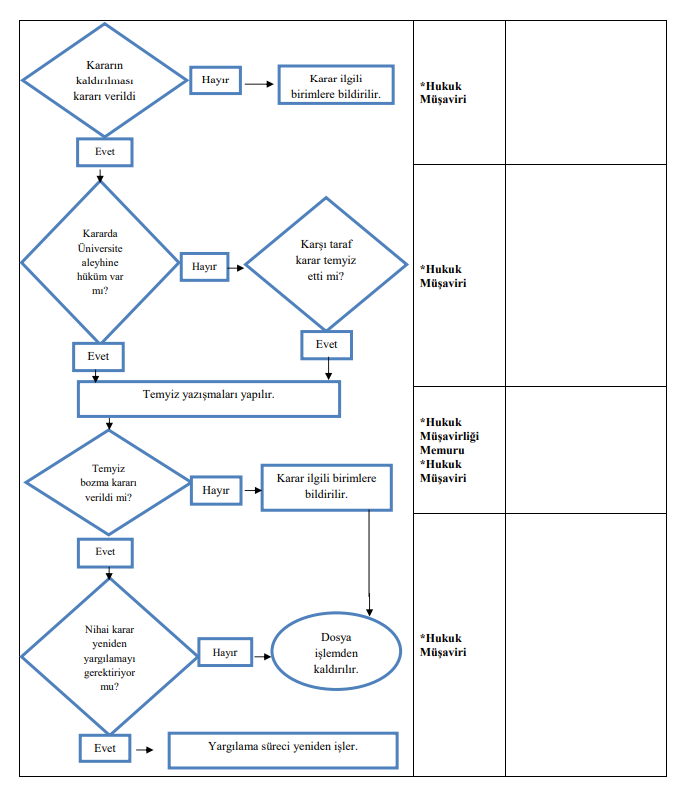 Kararın
kaldırılması
kararı verildi
Hayır
Karar ilgili
birimlere bildirilir.
*Hukuk
Müşaviri
Evet
Kararda
Üniversite
aleyhine
hüküm var
mı?
Hayır
Karşı taraf
karar temyiz
etti mi?
*Hukuk
Müşaviri
Evet
Evet
Temyiz yazışmaları yapılır.
*Hukuk
Müşavirliği
Memuru
*Hukuk
Müşaviri
Temyiz
bozma kararı
verildi mi?
Hayır
Karar ilgili birimlere
bildirilir.
Evet
Nihai karar
yeniden
yargılamayı
gerektiriyor
mu?
Hayır
Dosya
işlemden
kaldırılır.
*Hukuk
Müşaviri
Evet
Yargılama süreci yeniden işler.